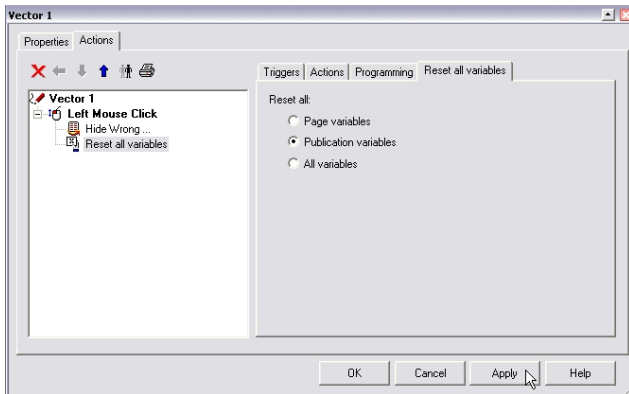 Vector 1
Properties Actions
Triggers Actions Programming Reset all variables
Vector 1
Left Mouse Click
Hide Wrong ...
Reset all variables
Reset all:
Page variables
Publication variables
All variables
OK Cancel Apply Help